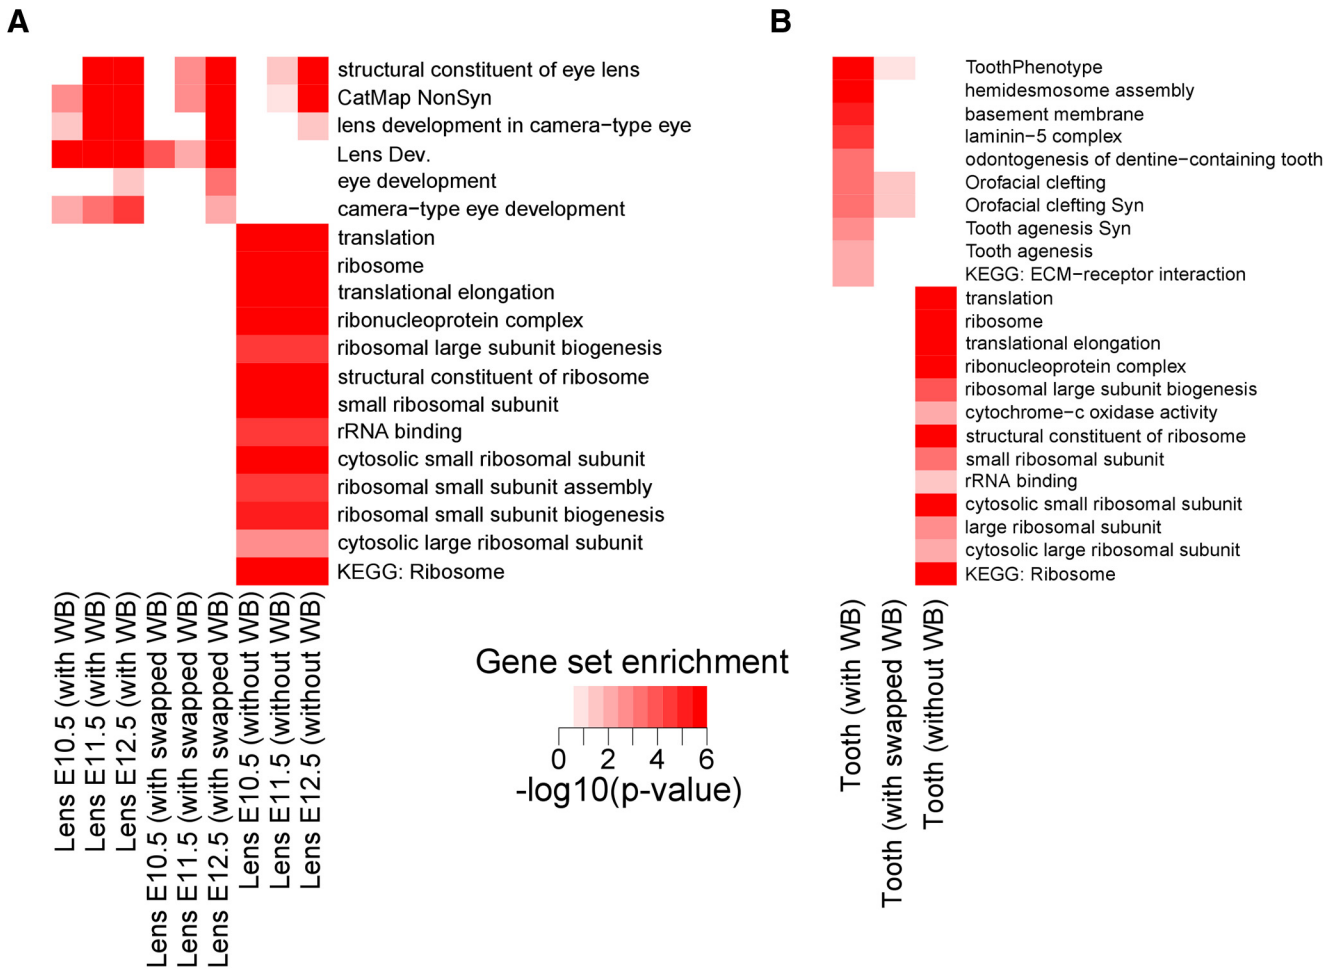 A
structural constituent of eye lens
CatMap NonSyn
lens development in camera−type eye
Lens Dev.
eye development
camera−type eye development
translation
ribosome
translational elongation
ribonucleoprotein complex
ribosomal large subunit biogenesis
structural constituent of ribosome
small ribosomal subunit
rRNA binding
cytosolic small ribosomal subunit
ribosomal small subunit assembly
ribosomal small subunit biogenesis
cytosolic large ribosomal subunit
KEGG: Ribosome
Lens E10.5 (with WB)
Lens E11.5 (with WB)
Lens E12.5 (with WB)
Lens E10.5 (with swapped WB)
Lens E11.5 (with swapped WB)
Lens E12.5 (with swapped WB)
Lens E10.5 (without WB)
Lens E11.5 (without WB)
Lens E12.5 (without WB)
Gene set enrichment
0 2 4 6
-log10(p-value)
B
ToothPhenotype
hemidesmosome assembly
basement membrane
laminin−5 complex
odontogenesis of dentine−containing tooth
Orofacial clefting
Orofacial clefting Syn
Tooth agenesis Syn
Tooth agenesis
KEGG: ECM−receptor interaction
translation
ribosome
translational elongation
ribonucleoprotein complex
ribosomal large subunit biogenesis
cytochrome−c oxidase activity
structural constituent of ribosome
small ribosomal subunit
rRNA binding
cytosolic small ribosomal subunit
large ribosomal subunit
cytosolic large ribosomal subunit
KEGG: Ribosome
Tooth (with WB)
Tooth (with swapped WB)
Tooth (without WB)